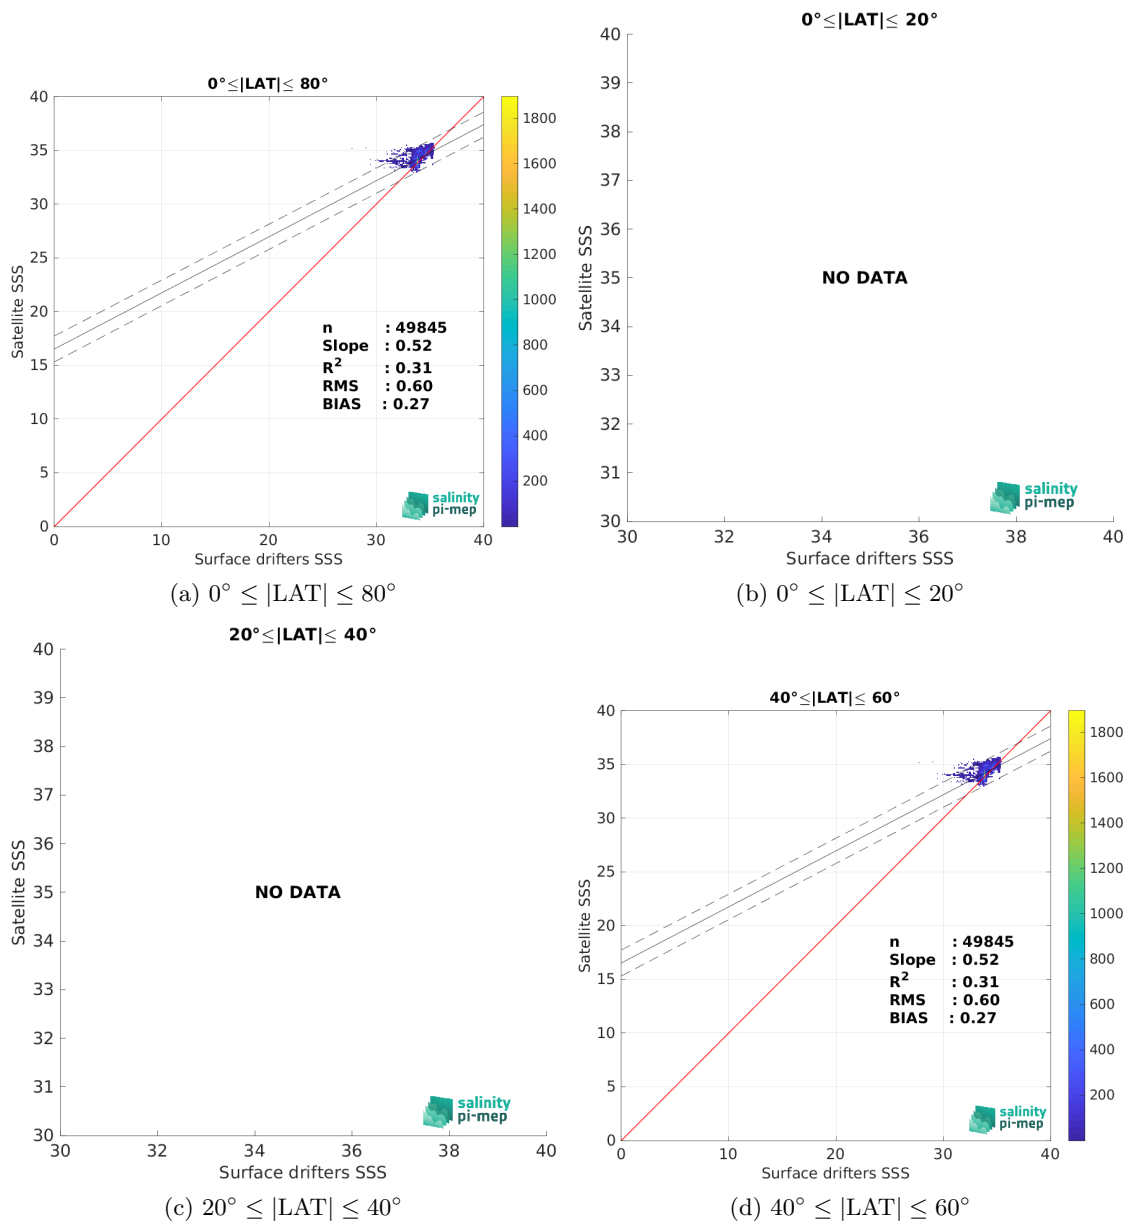 0°≤|LAT|≤ 80°
40
35
30
25
20
15
10
5
0
Satellite SSS
0
10
20
30
40
Surface drifters SSS
1800
1600
1400
1200
1000
800
600
400
200
n : 49845
Slope : 0.52
R² : 0.31
RMS : 0.60
BIAS : 0.27
salinity
pi-mep
(a) 0° ≤ |LAT| ≤ 80°
0°≤|LAT|≤ 20°
40
39
38
37
36
35
34
33
32
31
30
Satellite SSS
NO DATA
salinity
pi-mep
30
32
34
36
38
40
Surface drifters SSS
(b) 0° ≤ |LAT| ≤ 20°
20°≤|LAT|≤ 40°
40
39
38
37
36
35
34
33
32
31
30
Satellite SSS
NO DATA
salinity
pi-mep
30
32
34
36
38
40
Surface drifters SSS
(c) 20° ≤ |LAT| ≤ 40°
40°≤|LAT|≤ 60°
40
35
30
25
20
15
10
5
0
Satellite SSS
0
10
20
30
40
Surface drifters SSS
1800
1600
1400
1200
1000
800
600
400
200
n : 49845
Slope : 0.52
R² : 0.31
RMS : 0.60
BIAS : 0.27
salinity
pi-mep
(d) 40° ≤ |LAT| ≤ 60°